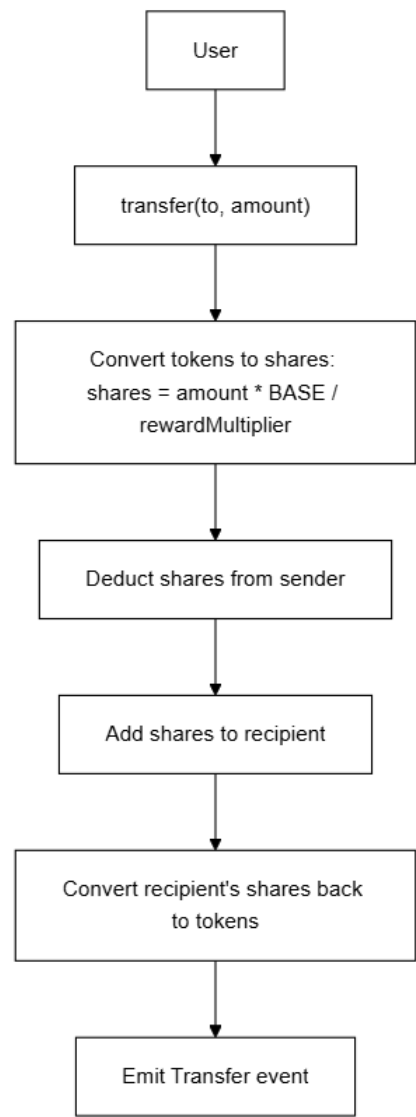 User
transfer(to, amount)
Convert tokens to shares:
shares = amount * BASE /
rewardMultiplier
Deduct shares from sender
Add shares to recipient
Convert recipient's shares back
to tokens
Emit Transfer event